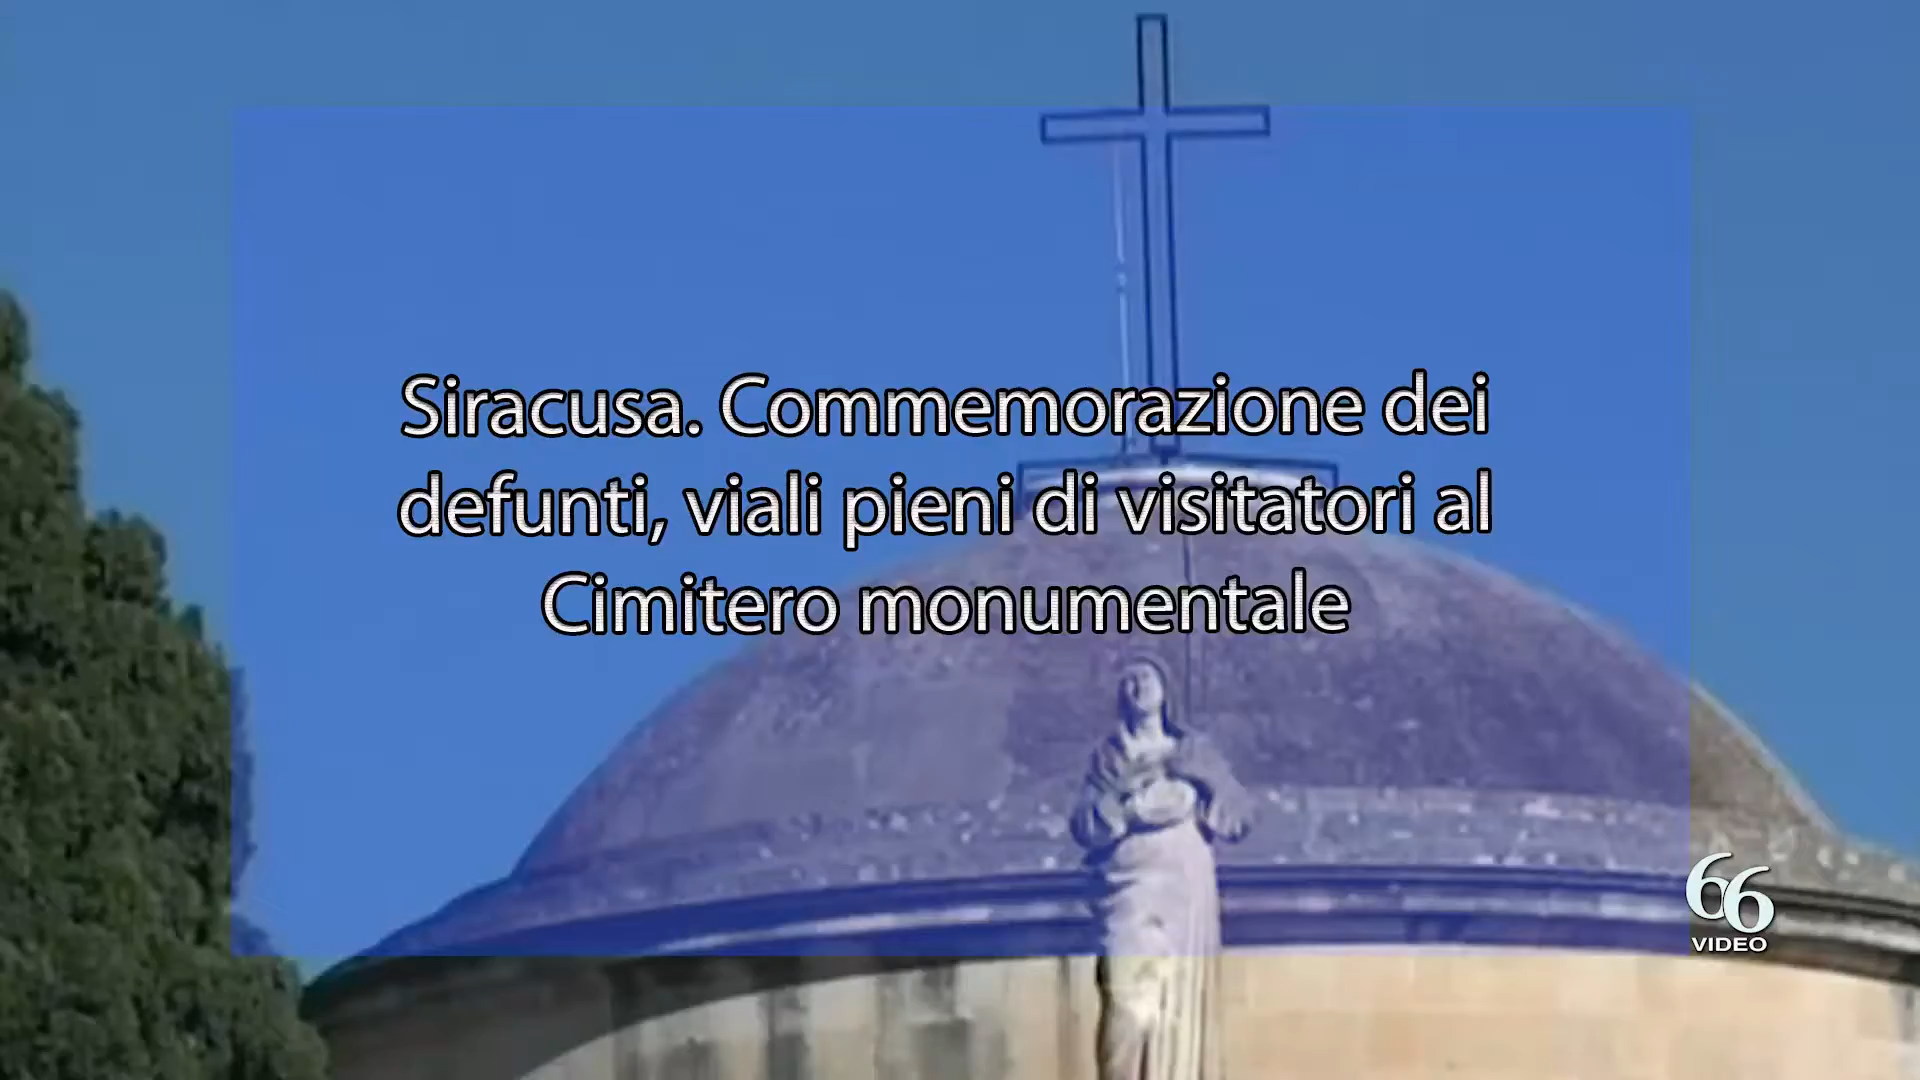 Siracusa. Commemorazione dei
defunti, viali pieni di visitatori al
Cimitero monumentale
66
VIDEO